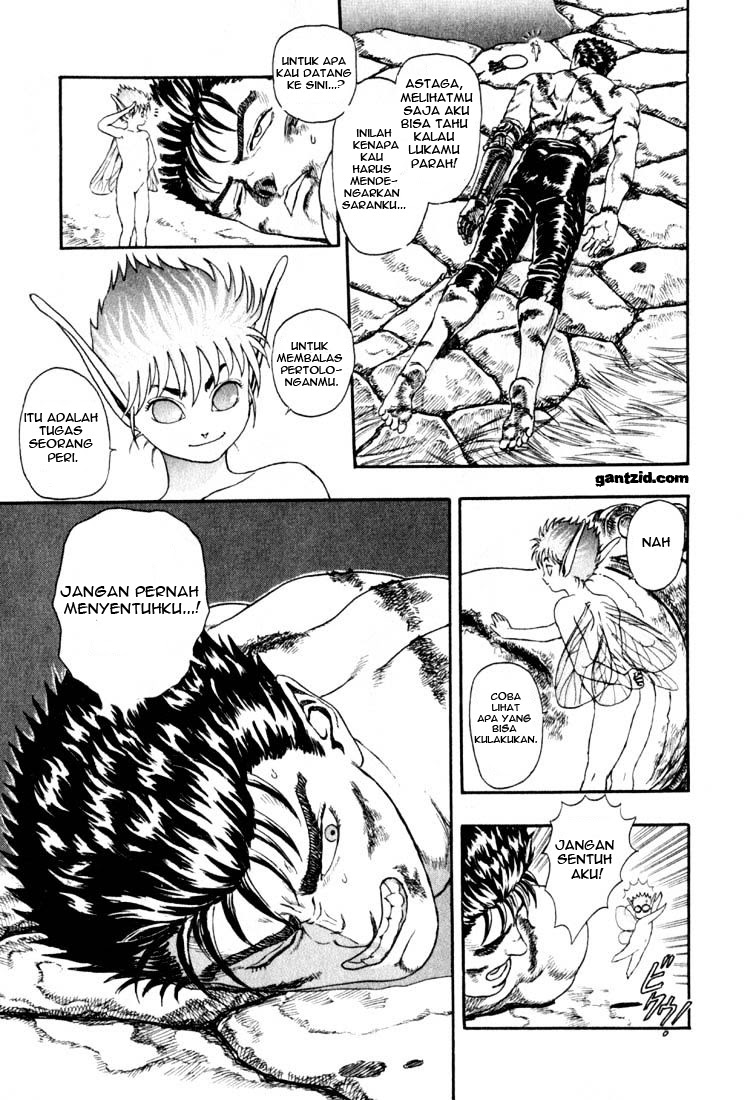 ASTAGA,
MELIHATMU
SAJA AKU
BISA TAHU
KALAU
LUKAMU
PARAH!
INILAH
KENAPA
KAU
HARUS
MENDE-
NGARKAN
SARANKU...
UNTUK APA
KAU DATANG
KE SINI...?
UNTUK
MEMBALAS
PERTOLO-
NGANMU.
ITU ADALAH
TUGAS
SEORANG
PERI.
gantzid.com
NAH
COBA
LIHAT
APA YANG
BISA
KULAKUKAN.
JANGAN
SENTUH
AKU!
ビクゥッ
JANGAN PERNAH
MENYENTUHKU...!